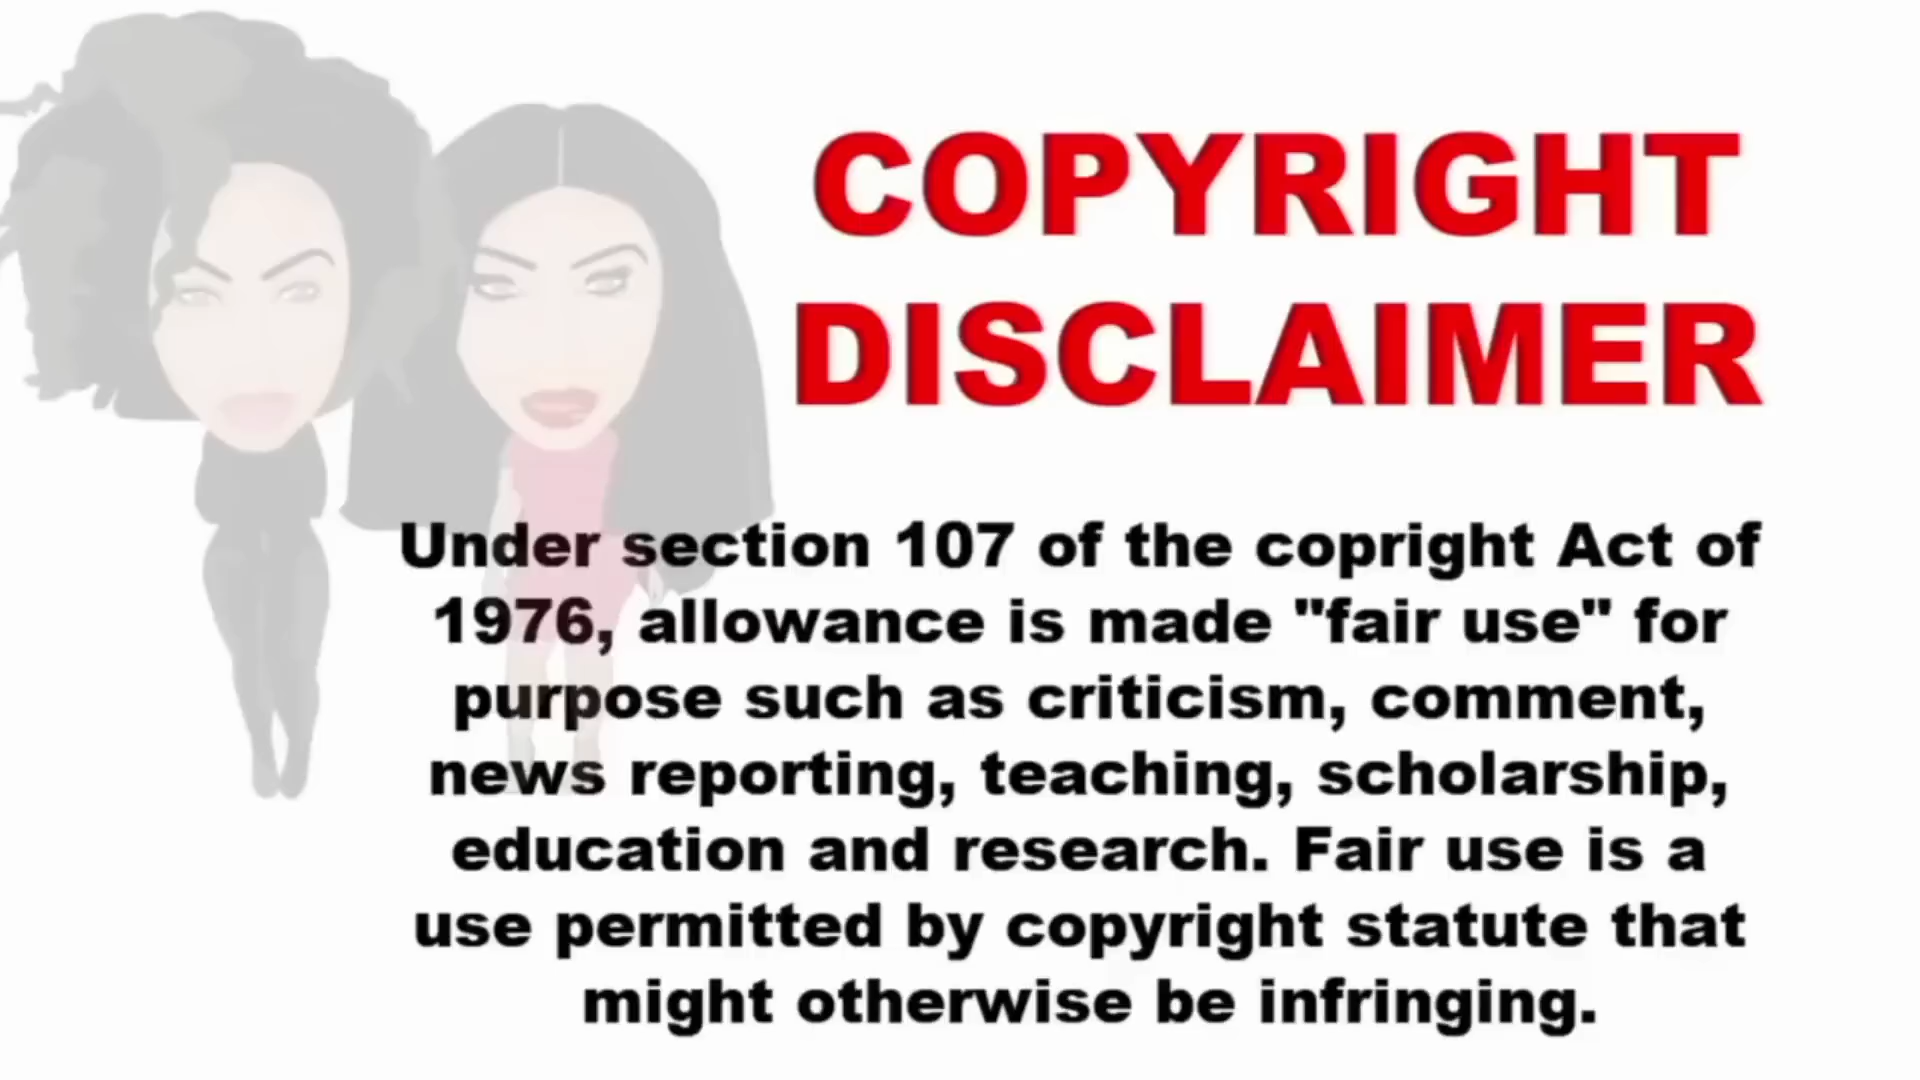 COPYRIGHT
DISCLAIMER
Under section 107 of the copright Act of
1976, allowance is made "fair use" for
purpose such as criticism, comment,
news reporting, teaching, scholarship,
education and research. Fair use is a
use permitted by copyright statute that
might otherwise be infringing.